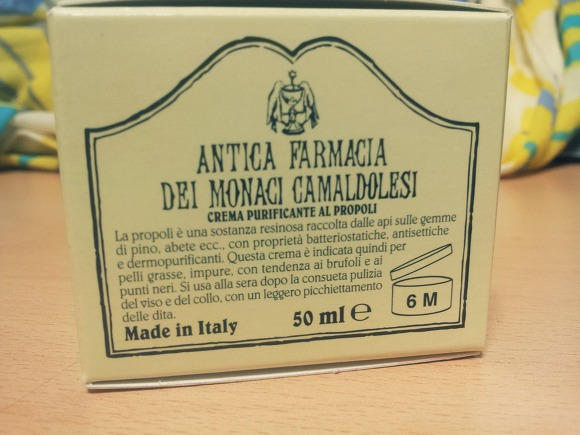 ANTICA FARMACIA
DEI MONACI CAMALDOLESI
CREMA PURIFICANTE AL PROPOLI
La propoli è una sostanza resinosa raccolta dalle api sulle gemme
di pino, abete ecc., con proprietà batteriostatiche, antisettiche
e dermopurificanti. Questa crema è indicata quindi per
pelli grasse, impure, con tendenza ai brufoli e ai
punti neri. Si usa alla sera dopo la consueta pulizia
del viso e del collo, con un leggero picchiettamento
delle dita.
6 M
Made in Italy 50 ml ℮